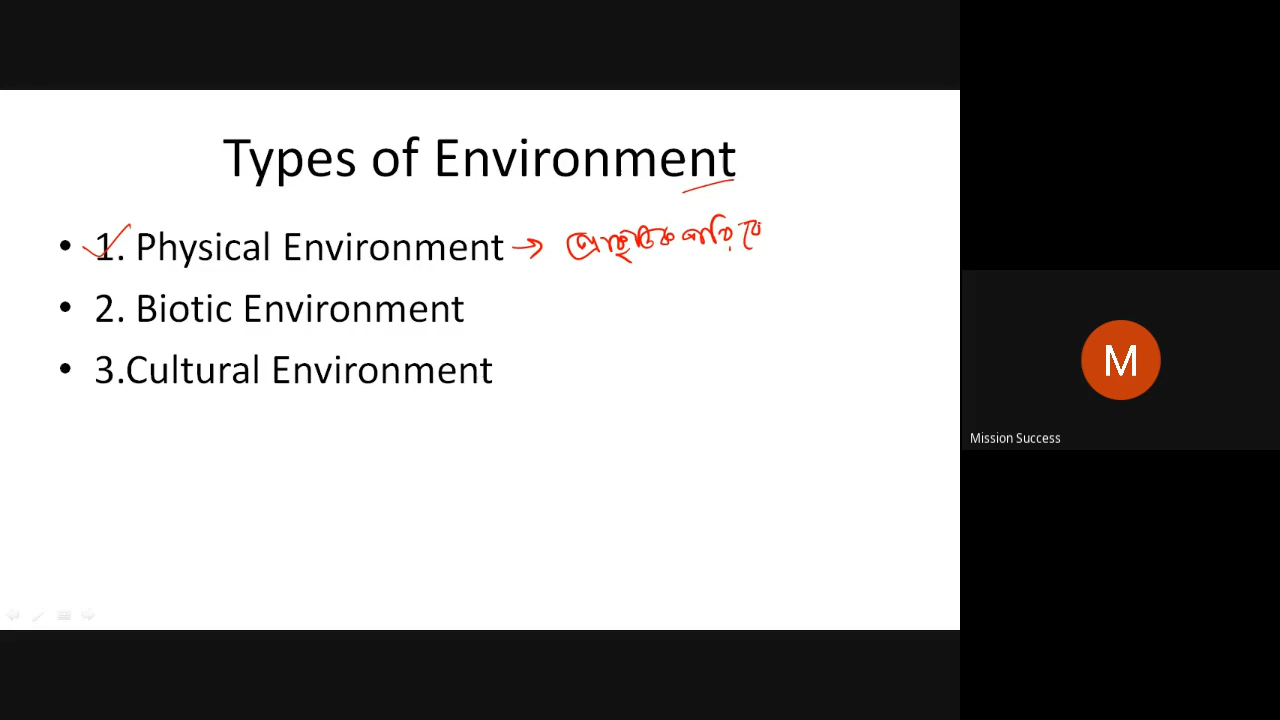 Types of Environment
• 1. Physical Environment → প্রাকৃতিক পরিবে
• 2. Biotic Environment
• 3.Cultural Environment
M
Mission Success